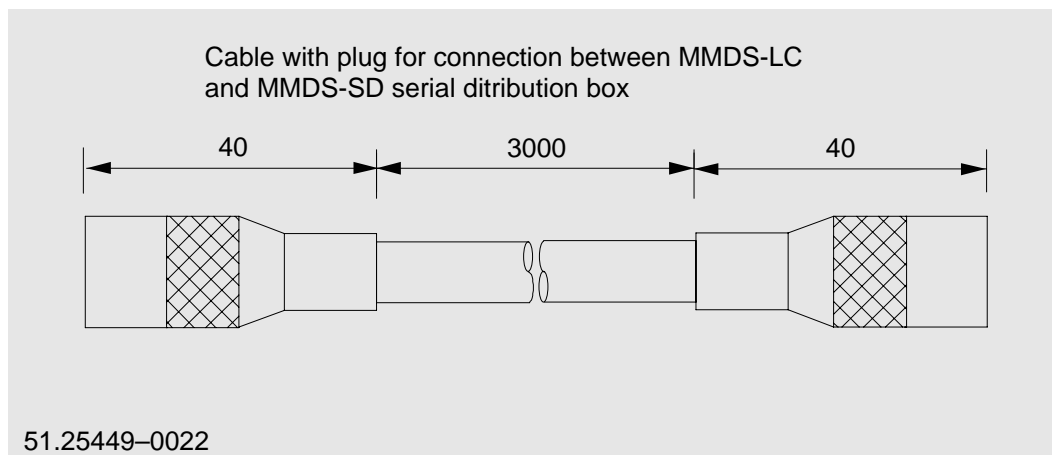 Cable with plug for connection between MMDS-LC
and MMDS-SD serial ditribution box
40 3000 40
51.25449–0022